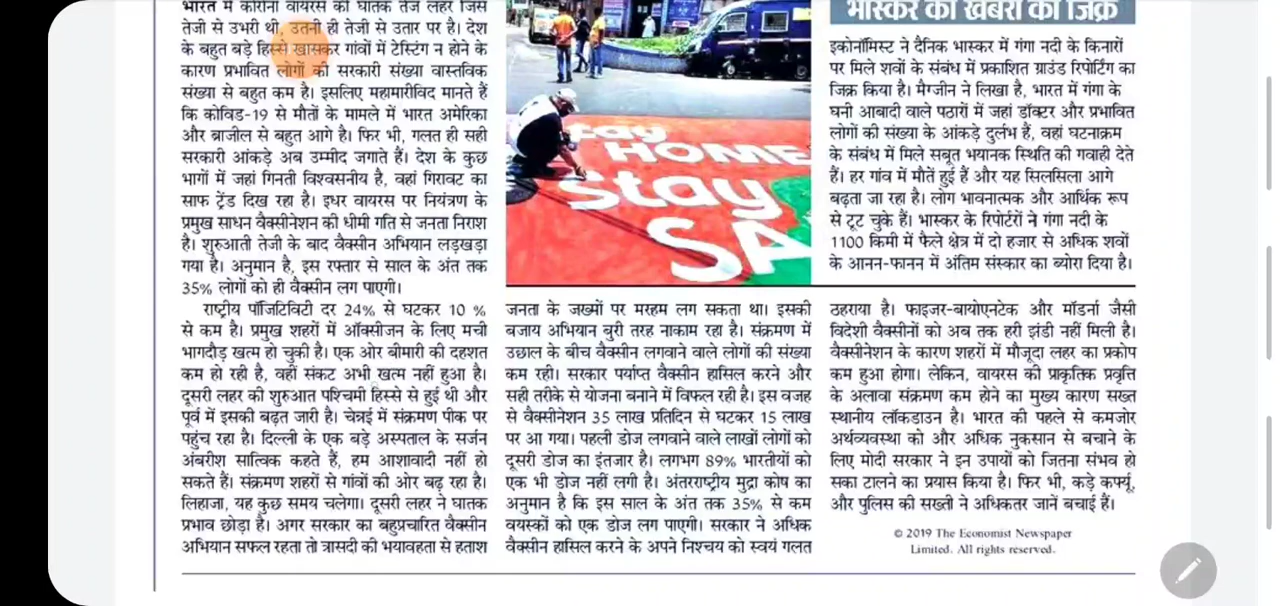 भारत में कोरोना वायरस की घातक तेज लहर जिस
तेजी से उभरी थी, उतनी ही तेजी से उतार पर है। देश
के बहुत बड़े हिस्से खासकर गांवों में टेस्टिंग न होने के
कारण प्रभावित लोगों की सरकारी संख्या वास्तविक
संख्या से बहुत कम है। इसलिए महामारीविद मानते हैं
कि कोविड-19 से मौतों के मामले में भारत अमेरिका
और ब्राजील से बहुत आगे है। फिर भी, गलत ही सही
सरकारी आंकड़े अब उम्मीद जगाते हैं। देश के कुछ
भागों में जहां गिनती विश्वसनीय है, वहां गिरावट का
साफ ट्रेंड दिख रहा है। इधर वायरस पर नियंत्रण के
प्रमुख साधन वैक्सीनेशन की धीमी गति से जनता निराश
है। शुरुआती तेजी के बाद वैक्सीन अभियान लड़खड़ा
गया है। अनुमान है, इस रफ्तार से साल के अंत तक
35% लोगों को ही वैक्सीन लग पाएगी।
राष्ट्रीय पॉजिटिविटी दर 24% से घटकर 10 %
से कम है। प्रमुख शहरों में ऑक्सीजन के लिए मची
भागदौड़ खत्म हो चुकी है। एक ओर बीमारी की दहशत
कम हो रही है, वहीं संकट अभी खत्म नहीं हुआ है।
दूसरी लहर की शुरुआत पश्चिमी हिस्से से हुई थी और
पूर्व में इसकी बढ़त जारी है। चेन्नई में संक्रमण पीक पर
पहुंच रहा है। दिल्ली के एक बड़े अस्पताल के सर्जन
अंबरीश सात्विक कहते हैं, हम आशावादी नहीं हो
सकते हैं। संक्रमण शहरों से गांवों की ओर बढ़ रहा है।
लिहाजा, यह कुछ समय चलेगा। दूसरी लहर ने घातक
प्रभाव छोड़ा है। अगर सरकार का बहुप्रचारित वैक्सीन
अभियान सफल रहता तो त्रासदी की भयावहता से हताश
Stay
HOME
Stay
SA
जनता के जख्मों पर मरहम लग सकता था। इसकी
बजाय अभियान बुरी तरह नाकाम रहा है। संक्रमण में
उछाल के बीच वैक्सीन लगवाने वाले लोगों की संख्या
कम रही। सरकार पर्याप्त वैक्सीन हासिल करने और
सही तरीके से योजना बनाने में विफल रही है। इस वजह
से वैक्सीनेशन 35 लाख प्रतिदिन से घटकर 15 लाख
पर आ गया। पहली डोज लगवाने वाले लाखों लोगों को
दूसरी डोज का इंतजार है। लगभग 89% भारतीयों को
एक भी डोज नहीं लगी है। अंतरराष्ट्रीय मुद्रा कोष का
अनुमान है कि इस साल के अंत तक 35% से कम
वयस्कों को एक डोज लग पाएगी। सरकार ने अधिक
वैक्सीन हासिल करने के अपने निश्चय को स्वयं गलत
भास्कर की खबरों का जिक्र
इकोनॉमिस्ट ने दैनिक भास्कर में गंगा नदी के किनारों
पर मिले शवों के संबंध में प्रकाशित ग्राउंड रिपोर्टिंग का
जिक्र किया है। मैग्जीन ने लिखा है, भारत में गंगा के
घनी आबादी वाले पठारों में जहां डॉक्टर और प्रभावित
लोगों की संख्या के आंकड़े दुर्लभ हैं, वहां घटनाक्रम
के संबंध में मिले सबूत भयानक स्थिति की गवाही देते
हैं। हर गांव में मौतें हुई हैं और यह सिलसिला आगे
बढ़ता जा रहा है। लोग भावनात्मक और आर्थिक रूप
से टूट चुके हैं। भास्कर के रिपोर्टरों ने गंगा नदी के
1100 किमी में फैले क्षेत्र में दो हजार से अधिक शवों
के आनन-फानन में अंतिम संस्कार का ब्योरा दिया है।
ठहराया है। फाइजर-बायोएनटेक और मॉडर्ना जैसी
विदेशी वैक्सीनों को अब तक हरी झंडी नहीं मिली है।
वैक्सीनेशन के कारण शहरों में मौजूदा लहर का प्रकोप
कम हुआ होगा। लेकिन, वायरस की प्राकृतिक प्रवृत्ति
के अलावा संक्रमण कम होने का मुख्य कारण सख्त
स्थानीय लॉकडाउन है। भारत की पहले से कमजोर
अर्थव्यवस्था को और अधिक नुकसान से बचाने के
लिए मोदी सरकार ने इन उपायों को जितना संभव हो
सका टालने का प्रयास किया है। फिर भी, कड़े कर्फ्यू,
और पुलिस की सख्ती ने अधिकतर जानें बचाई हैं।
© 2019 The Economist Newspaper
Limited. All rights reserved.